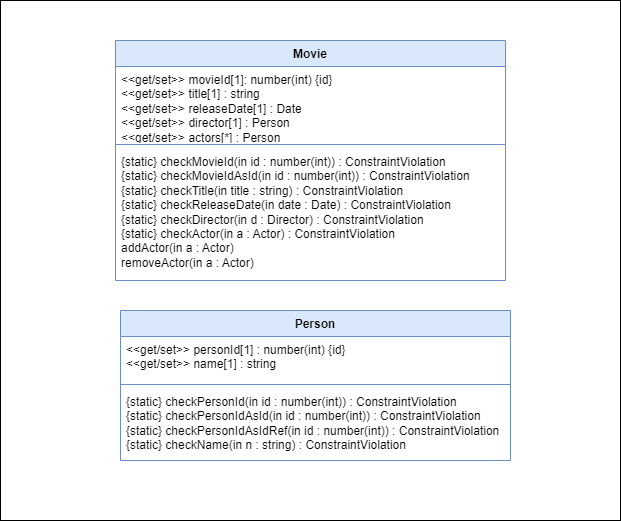 Movie
<<get/set>> movieId[1]: number(int) {id}
<<get/set>> title[1] : string
<<get/set>> releaseDate[1] : Date
<<get/set>> director[1] : Person
<<get/set>> actors[*] : Person
{static} checkMovieId(in id : number(int)) : ConstraintViolation
{static} checkMovieIdAsId(in id : number(int)) : ConstraintViolation
{static} checkTitle(in title : string) : ConstraintViolation
{static} checkReleaseDate(in date : Date) : ConstraintViolation
{static} checkDirector(in d : Director) : ConstraintViolation
{static} checkActor(in a : Actor) : ConstraintViolation
addActor(in a : Actor)
removeActor(in a : Actor)
Person
<<get/set>> personId[1] : number(int) {id}
<<get/set>> name[1] : string
{static} checkPersonId(in id : number(int)) : ConstraintViolation
{static} checkPersonIdAsId(in id : number(int)) : ConstraintViolation
{static} checkPersonIdAsIdRef(in id : number(int)) : ConstraintViolation
{static} checkName(in n : string) : ConstraintViolation